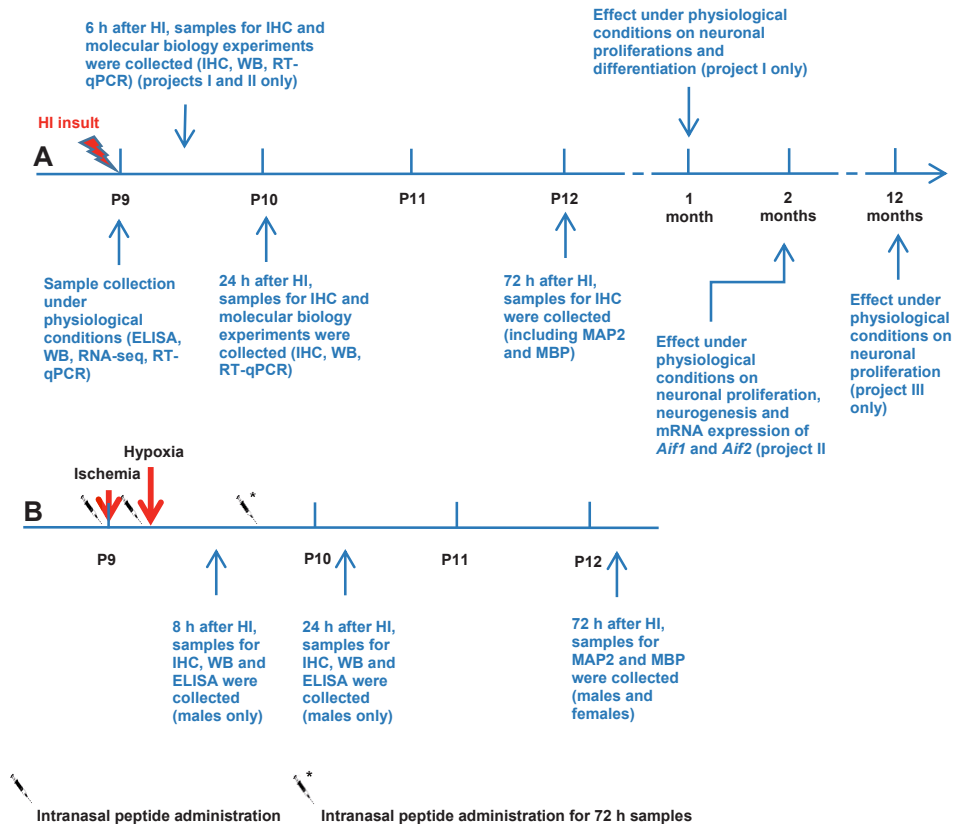 6 h after HI, samples for IHC and
molecular biology experiments
were collected (IHC, WB, RT-
qPCR) (projects I and II only)
Effect under physiological
conditions on neuronal
proliferations and
differentiation (project I only)
HI insult
A
P9
P10
P11
P12
1
month
2
months
12
months
Sample collection
under
physiological
conditions (ELISA,
WB, RNA-seq, RT-
qPCR)
24 h after HI,
samples for IHC and
molecular biology
experiments were
collected (IHC, WB,
RT-qPCR)
72 h after HI,
samples for IHC
were collected
(including MAP2
and MBP)
Effect under
physiological
conditions on
neuronal proliferation,
neurogenesis and
mRNA expression of
Aif1 and Aif2 (project II
Effect under
physiological
conditions on
neuronal
proliferation
(project III
only)
Hypoxia
Ischemia
B
*
P9
P10
P11
P12
8 h after HI,
samples for
IHC, WB and
ELISA were
collected
(males only)
24 h after HI,
samples for
IHC, WB and
ELISA were
collected
(males only)
72 h after HI,
samples for
MAP2 and MBP
were collected
(males and
females)
Intranasal peptide administration
*
Intranasal peptide administration for 72 h samples